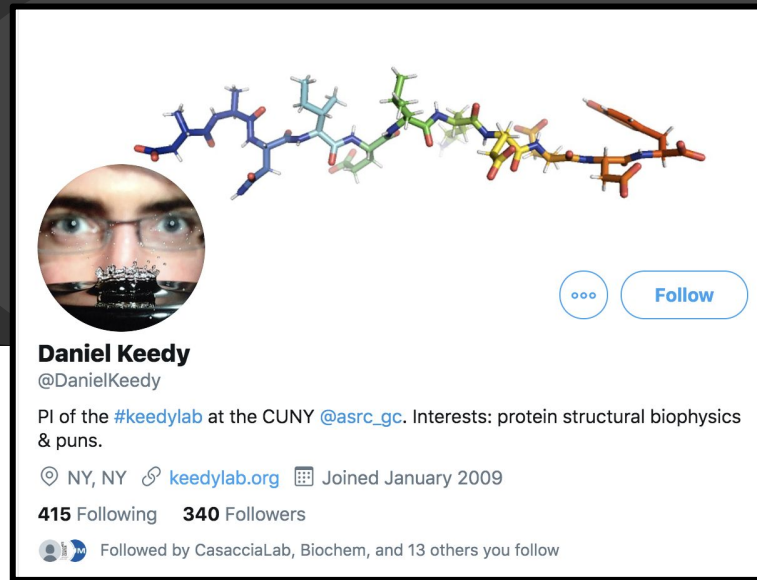 Follow
Daniel Keedy
@DanielKeedy
PI of the #keedylab at the CUNY @asrc_gc. Interests: protein structural biophysics
& puns.
NY, NY keedylab.org Joined January 2009
415 Following 340 Followers
Followed by CasacciaLab, Biochem, and 13 others you follow